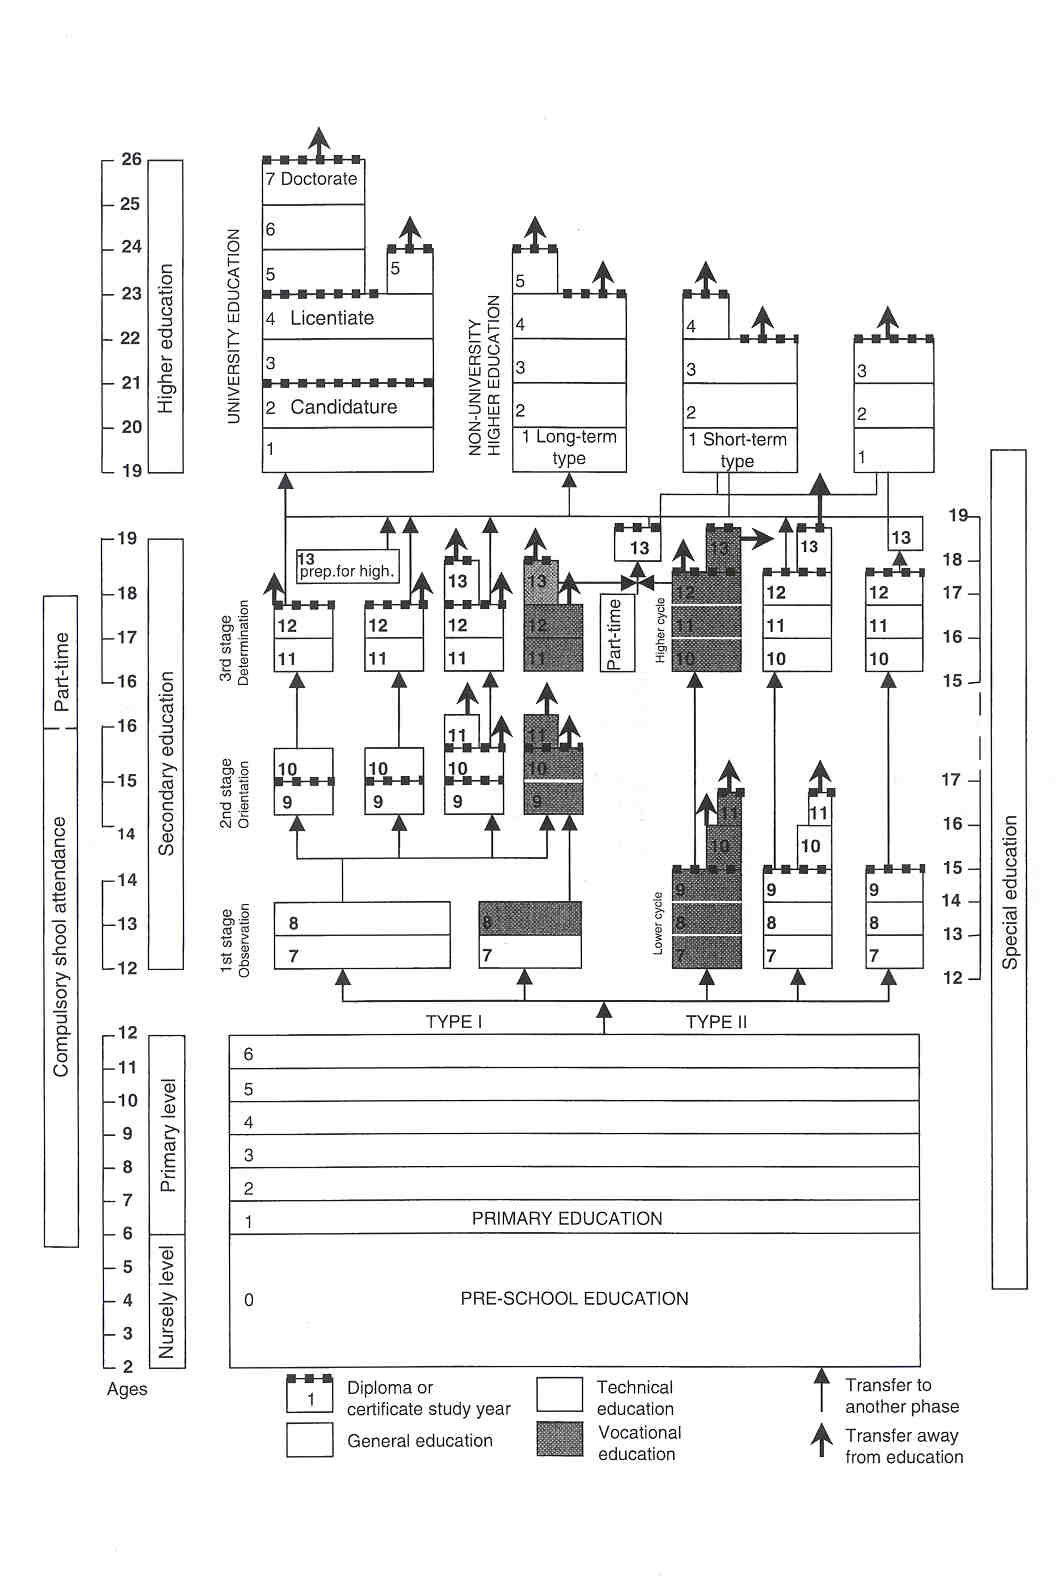 26
25
24
23
22
21
20
19
Higher education
UNIVERSITY EDUCATION
7 Doctorate
6
5
5
4 Licentiate
3
2 Candidature
1
NON-UNIVERSITY
HIGHER EDUCATION
5
4
3
2
1 Long-term
type
4
3
2
1 Short-term
type
3
2
1
19
18
17
16
Part-time
Secondary education
3rd stage
Determination
13
prep.for high.
12
11
12
11
13
12
11
13
12
11
13
Part-time
Higher cycle
13
12
11
10
13
12
11
10
13
12
11
10
19
18
17
16
15
16
15
14
2nd stage
Orientation
10
9
10
9
11
10
9
11
10
9
11
10
11
10
17
16
15
14
13
12
Special education
Compulsory shool attendance
14
13
12
1st stage
Observation
8
7
8
7
Lower cycle
9
8
7
9
8
7
9
8
7
TYPE I
TYPE II
12
11
10
9
8
7
6
5
4
3
2
Ages
Primary level
Nursely level
6
5
4
3
2
1 PRIMARY EDUCATION
0 PRE-SCHOOL EDUCATION
1
Diploma or
certificate study year
General education
Technical
education
Vocational
education
Transfer to
another phase
Transfer away
from education